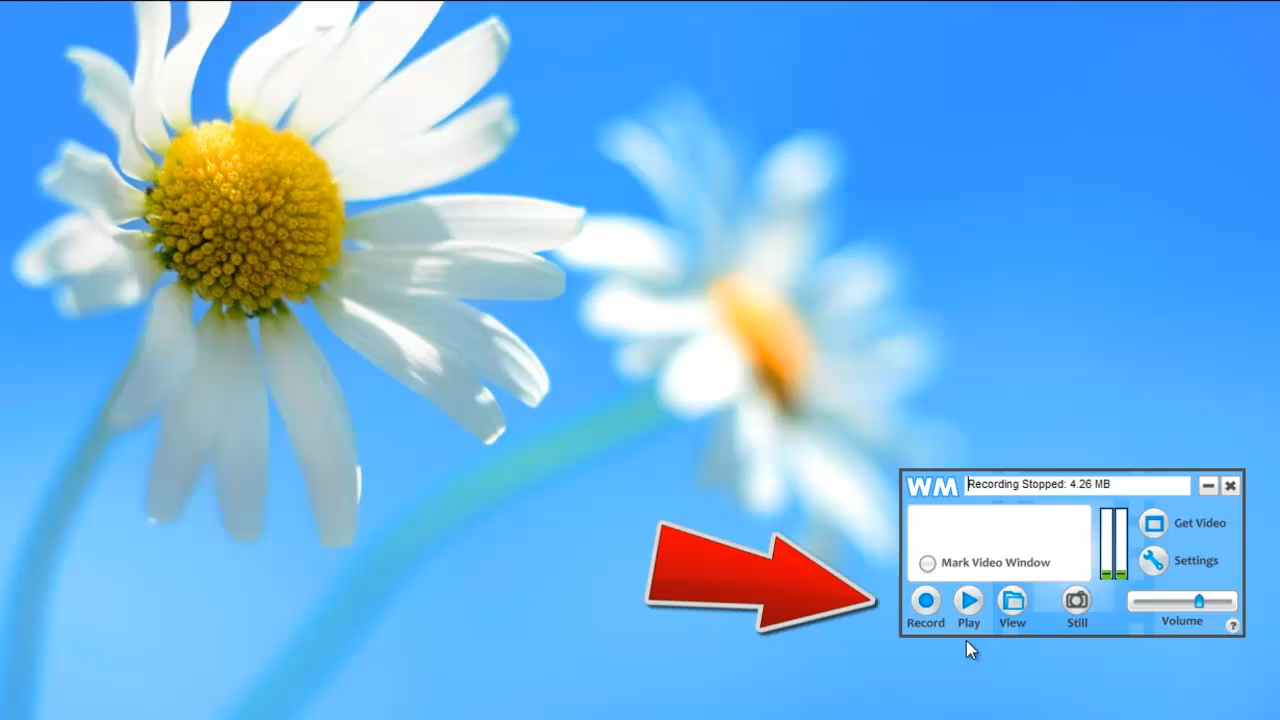 WM Recording Stopped: 4.26 MB
Get Video
Mark Video Window
Settings
Record Play View Still Volume ?